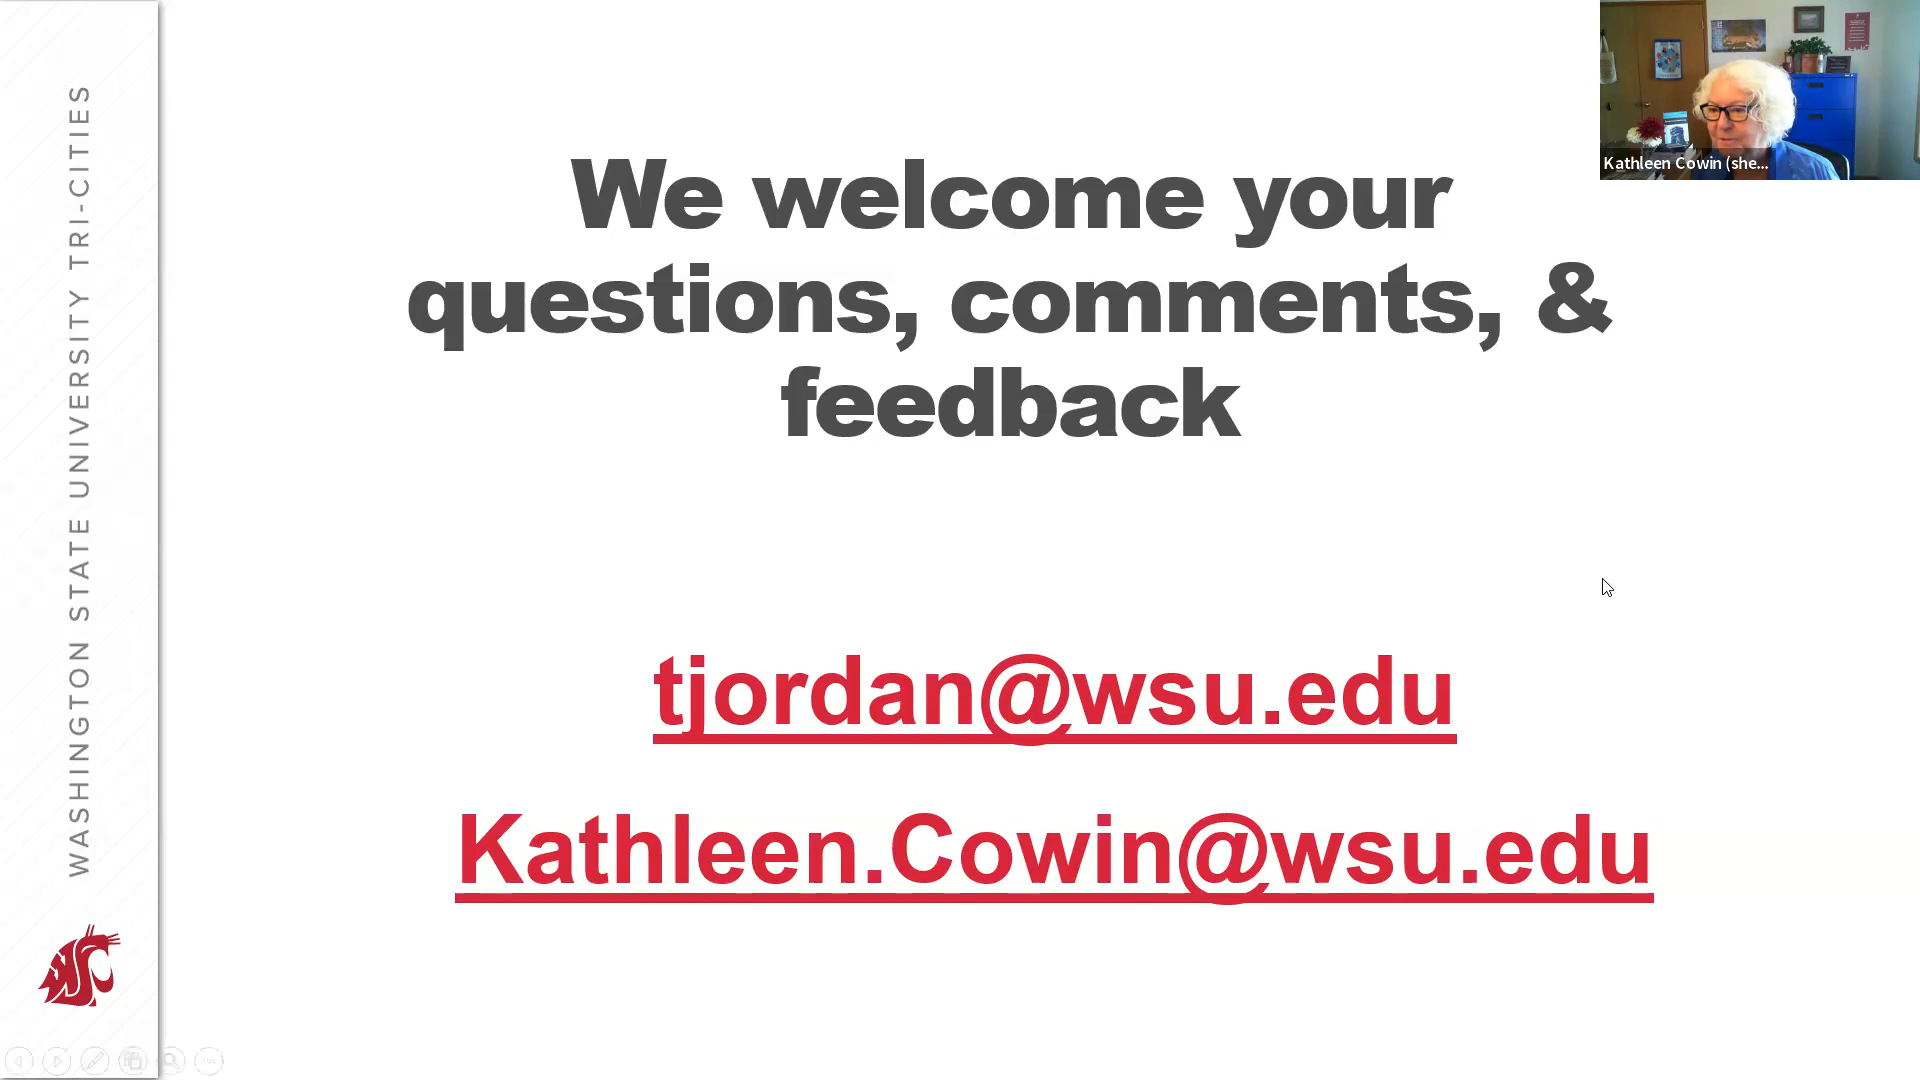 WASHINGTON STATE UNIVERSITY TRI-CITIES
We welcome your
questions, comments, &
feedback
tjordan@wsu.edu
Kathleen.Cowin@wsu.edu
Kathleen Cowin (she...